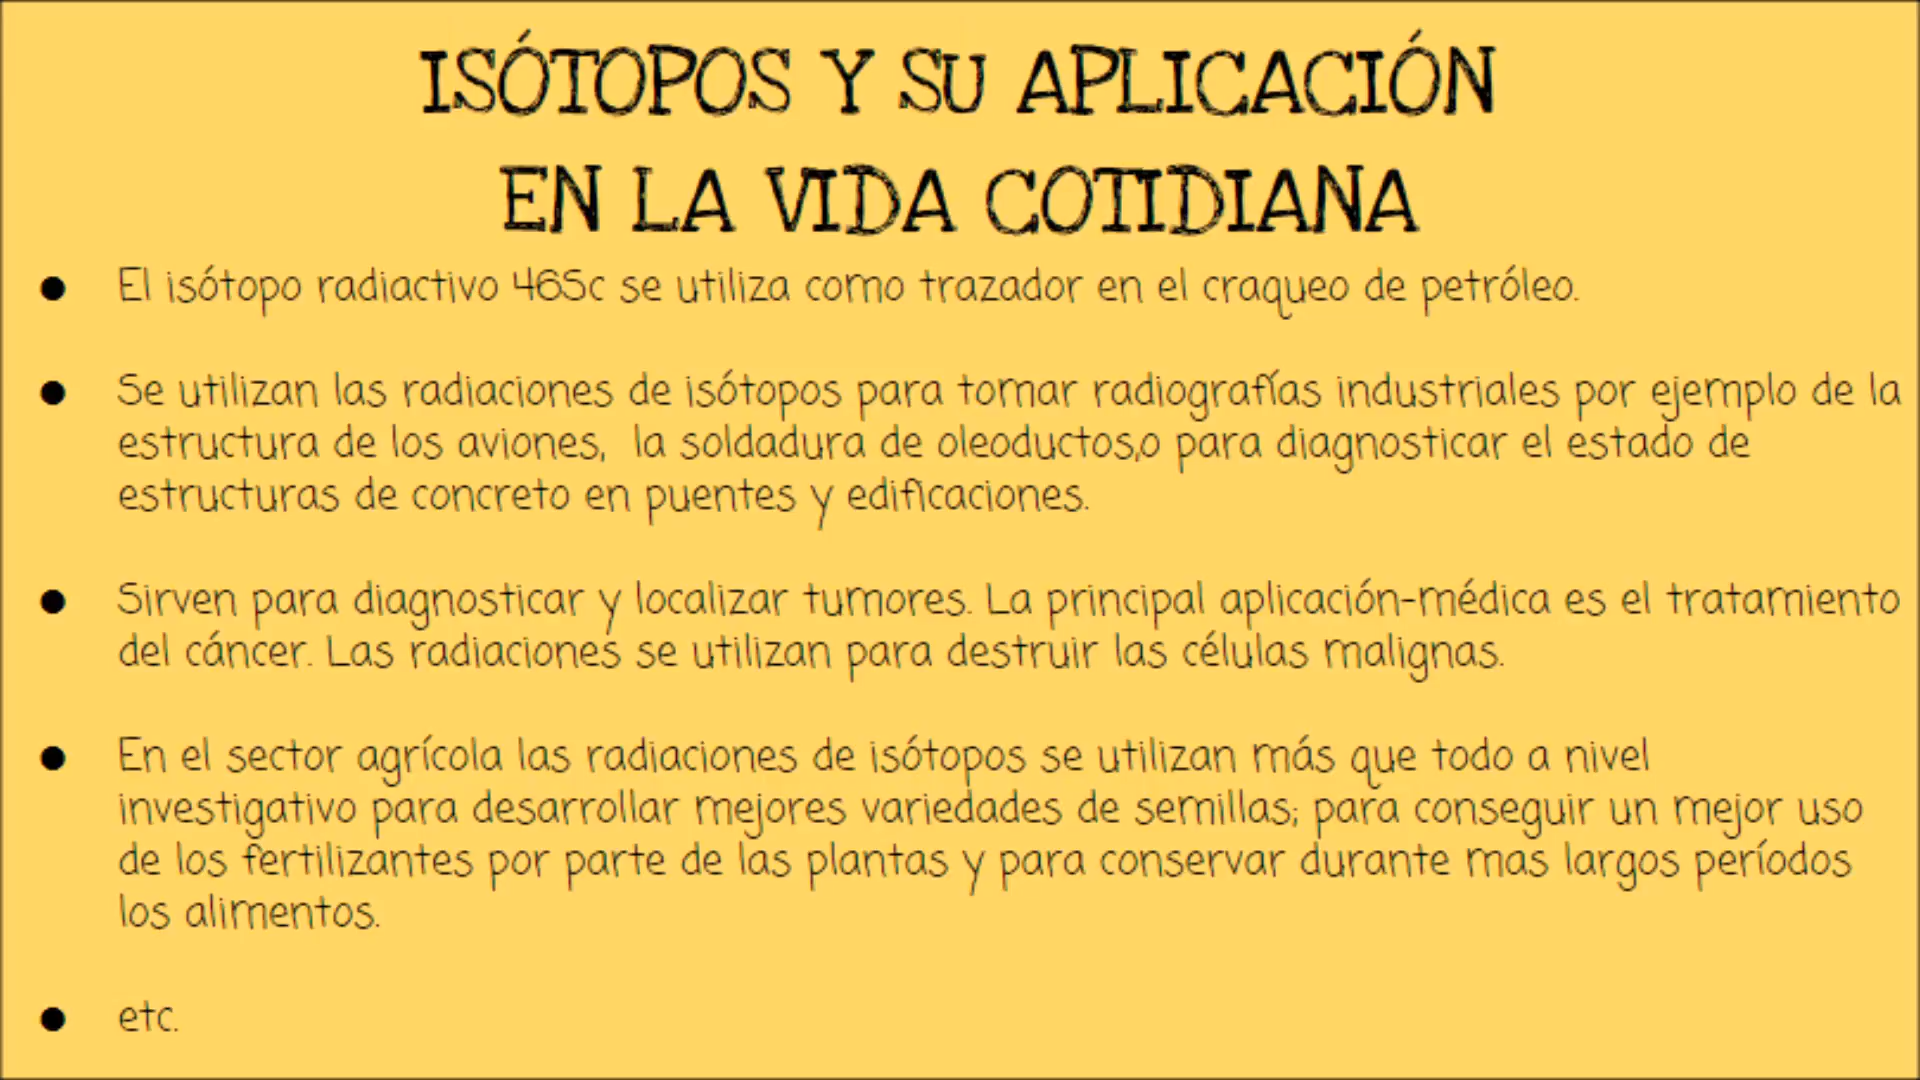 ISÓTOPOS Y SU APLICACIÓN
EN LA VIDA COTIDIANA
● El isótopo radiactivo 46Sc se utiliza como trazador en el craqueo de petróleo.
● Se utilizan las radiaciones de isótopos para tomar radiografías industriales por ejemplo de la
estructura de los aviones, la soldadura de oleoductos,o para diagnosticar el estado de
estructuras de concreto en puentes y edificaciones.
● Sirven para diagnosticar y localizar tumores. La principal aplicación-médica es el tratamiento
del cáncer. Las radiaciones se utilizan para destruir las células malignas.
● En el sector agrícola las radiaciones de isótopos se utilizan más que todo a nivel
investigativo para desarrollar mejores variedades de semillas; para conseguir un mejor uso
de los fertilizantes por parte de las plantas y para conservar durante mas largos períodos
los alimentos.
● etc.